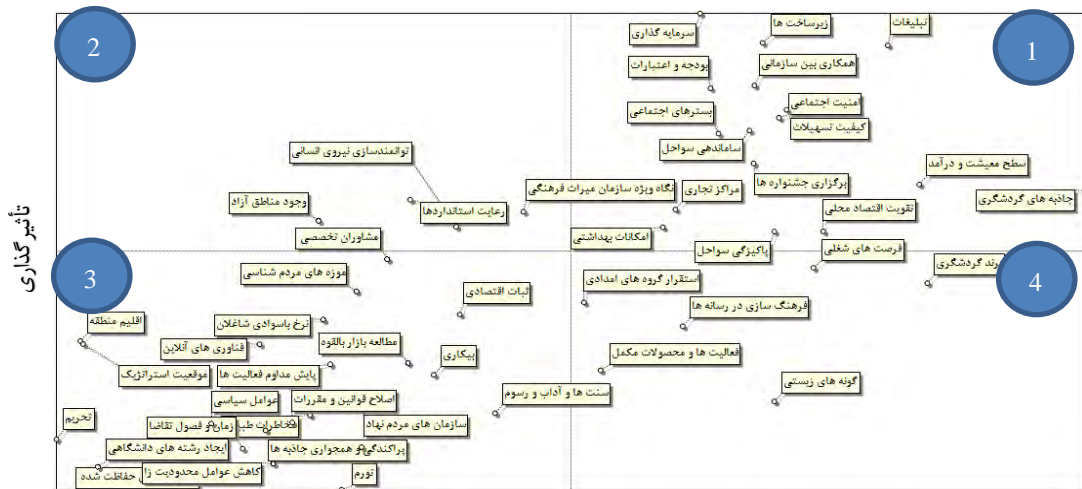 2
1
سرمایه گذاری
زیرساخت ها
تبلیغات
بودجه و اعتبارات
همکاری بین سازمانی
بسترهای اجتماعی
امنیت اجتماعی
کیفیت تسهیلات
ساماندهی سواحل
توانمندسازی نیروی انسانی
سطح معیشت و درآمد
برگزاری جشنواره ها
نگاه ویژه سازمان میراث فرهنگی
مراکز تجاری
جاذبه های گردشگری
وجود مناطق آزاد
رعایت استانداردها
تقویت اقتصاد محلی
مشاوران تخصصی
امکانات بهداشتی
پاکیزگی سواحل
فرصت های شغلی
تأثیرگذاری
3
4
موزه های مردم شناسی
استقرار گروه های امدادی
گردشگری
ثبات اقتصادی
فرهنگ سازی در رسانه ها
اقلیم منطقه
نرخ باسوادی شاغلان
فناوری های آنلاین
مطالعه بازار بالقوه
بیکاری
فعالیت ها و محصولات مکمل
موقعیت استراتژیک
پایش مداوم فعالیت ها
گونه های زیستی
سنت ها و آداب و رسوم
عوامل سیاسی
اصلاح قوانین و مقررات
تحریم
زمان و فصول تقاضا
مخاطرات
سازمان های مردم نهاد
ایجاد رشته های دانشگاهی
پراکندگی و همجواری جاذبه ها
حفاظت شده
کاهش عوامل محدودیت زا
تورم